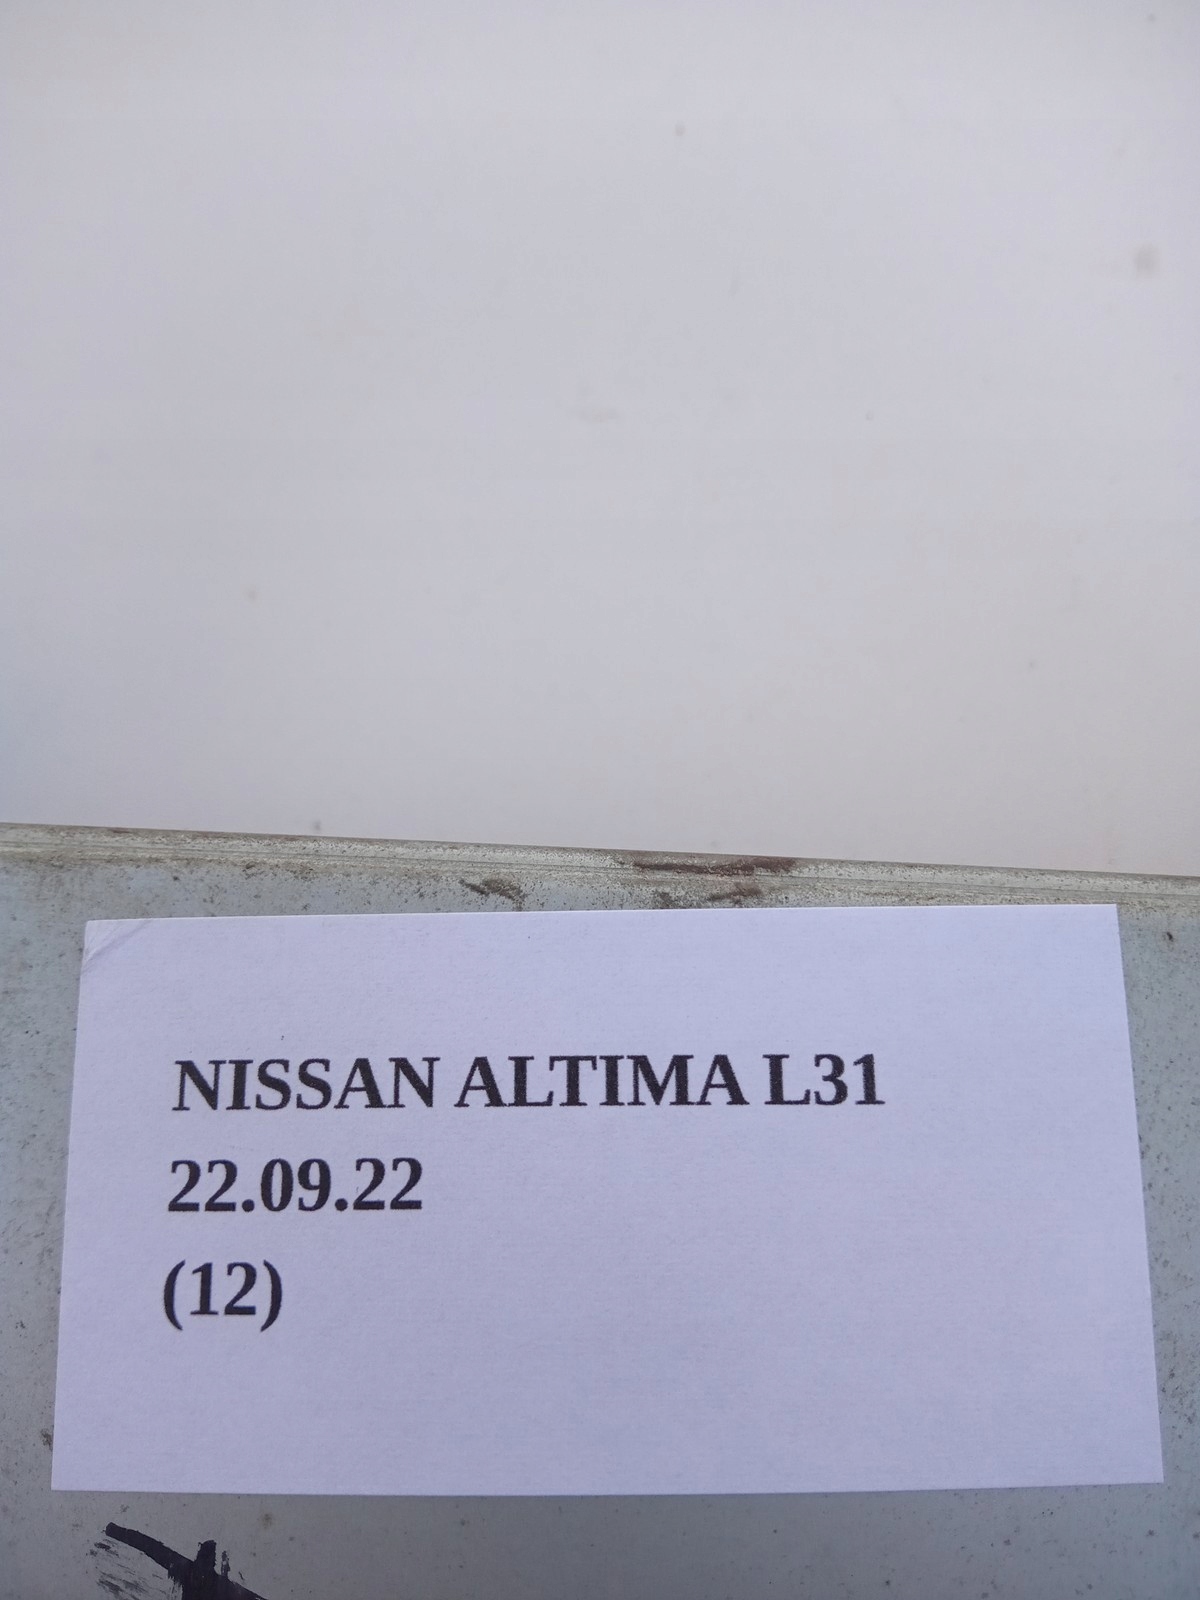 NISSAN ALTIMA L31
22.09.22
(12)